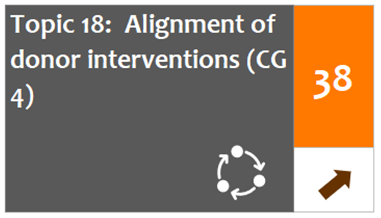 Topic 18:  Alignment of
donor interventions (CG
4)
38